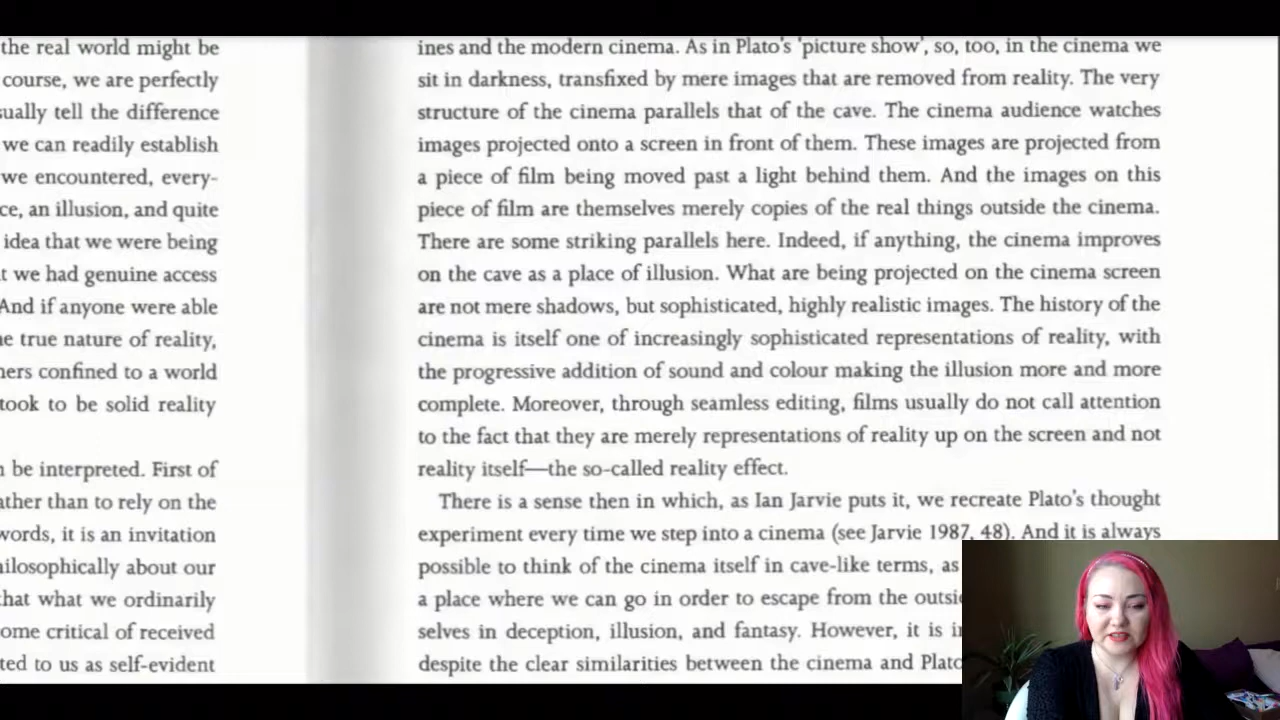 the real world might be
course, we are perfectly
sually tell the difference
we can readily establish
we encountered, every-
ce, an illusion, and quite
idea that we were being
t we had genuine access
And if anyone were able
e true nature of reality,
ners confined to a world
took to be solid reality
n be interpreted. First of
ather than to rely on the
words, it is an invitation
hilosophically about our
hat what we ordinarily
ome critical of received
ted to us as self-evident
ines and the modern cinema. As in Plato's 'picture show', so, too, in the cinema we
sit in darkness, transfixed by mere images that are removed from reality. The very
structure of the cinema parallels that of the cave. The cinema audience watches
images projected onto a screen in front of them. These images are projected from
a piece of film being moved past a light behind them. And the images on this
piece of film are themselves merely copies of the real things outside the cinema.
There are some striking parallels here. Indeed, if anything, the cinema improves
on the cave as a place of illusion. What are being projected on the cinema screen
are not mere shadows, but sophisticated, highly realistic images. The history of the
cinema is itself one of increasingly sophisticated representations of reality, with
the progressive addition of sound and colour making the illusion more and more
complete. Moreover, through seamless editing, films usually do not call attention
to the fact that they are merely representations of reality up on the screen and not
reality itself—the so-called reality effect.
There is a sense then in which, as Ian Jarvie puts it, we recreate Plato's thought
experiment every time we step into a cinema (see Jarvie 1987, 48). And it is always
possible to think of the cinema itself in cave-like terms, as
a place where we can go in order to escape from the outsi
selves in deception, illusion, and fantasy. However, it is i
despite the clear similarities between the cinema and Plato